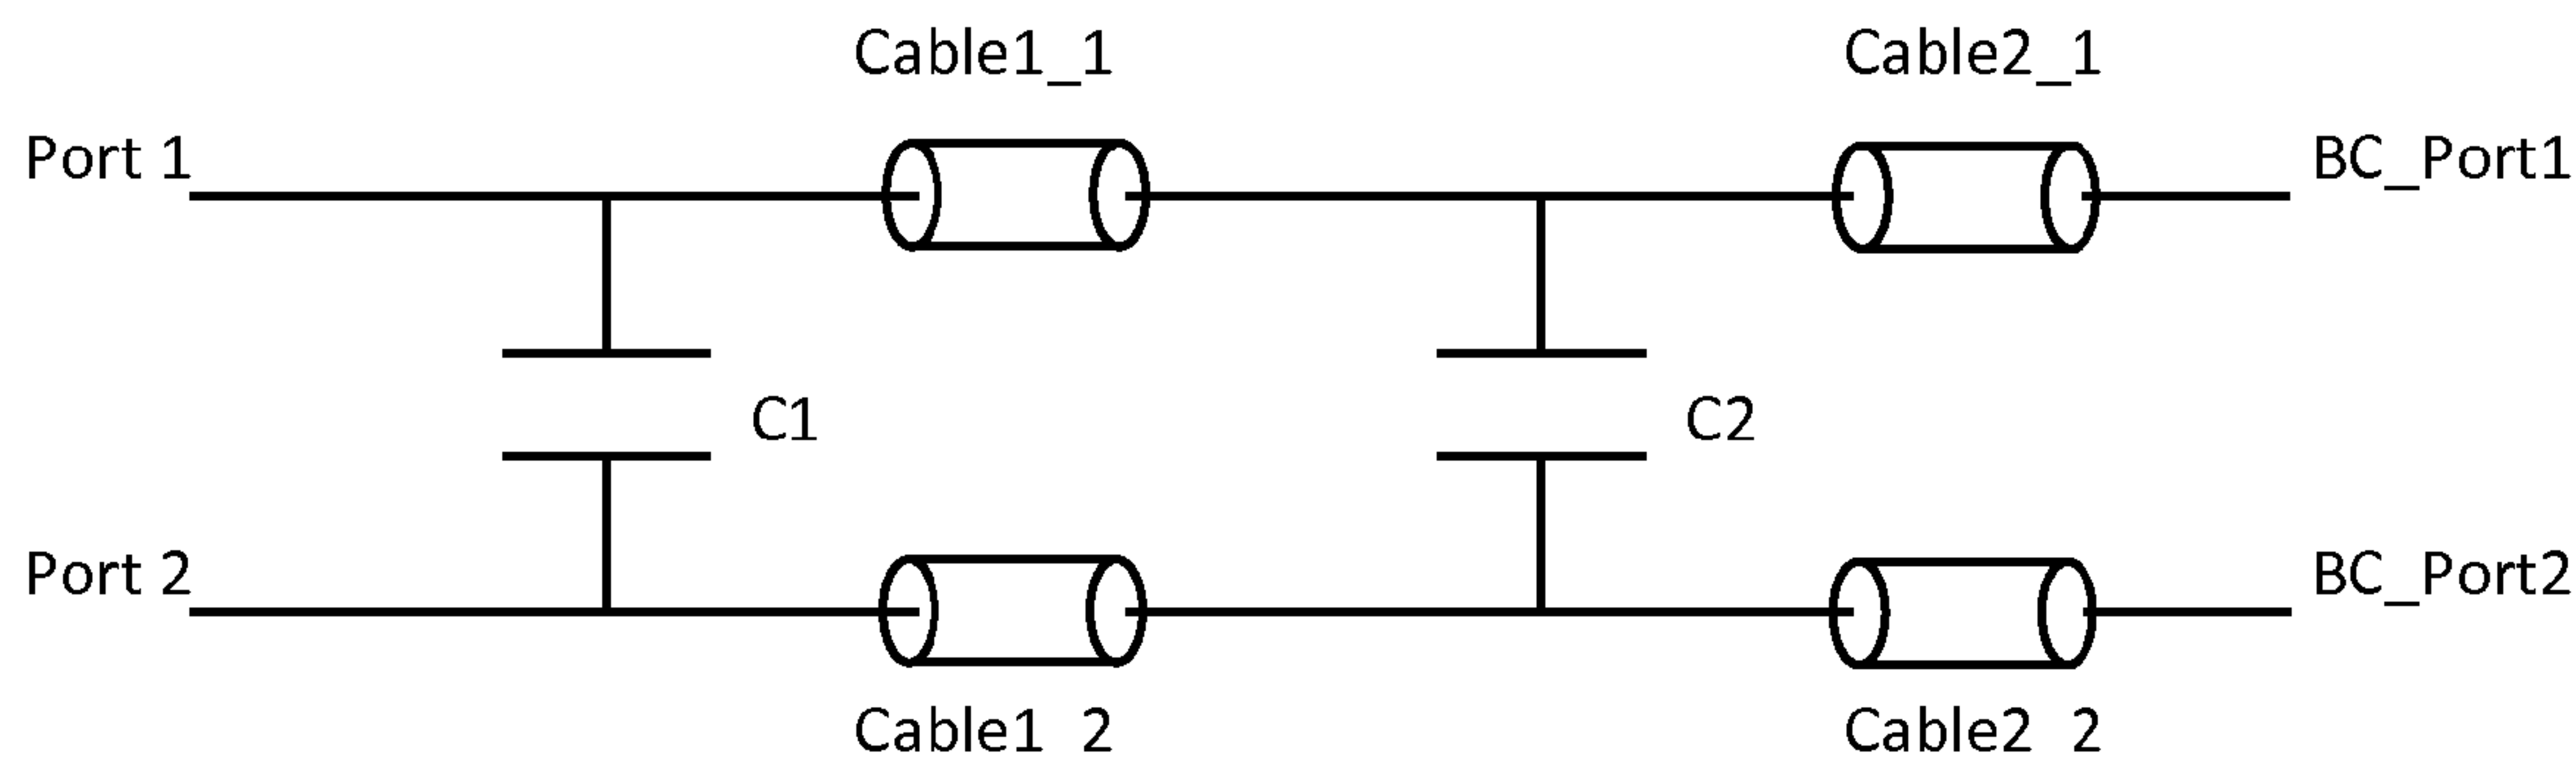 Cable1_1
Cable2_1
Port 1
BC_Port1
C1
C2
Port 2
BC_Port2
Cable1 2
Cable2 2